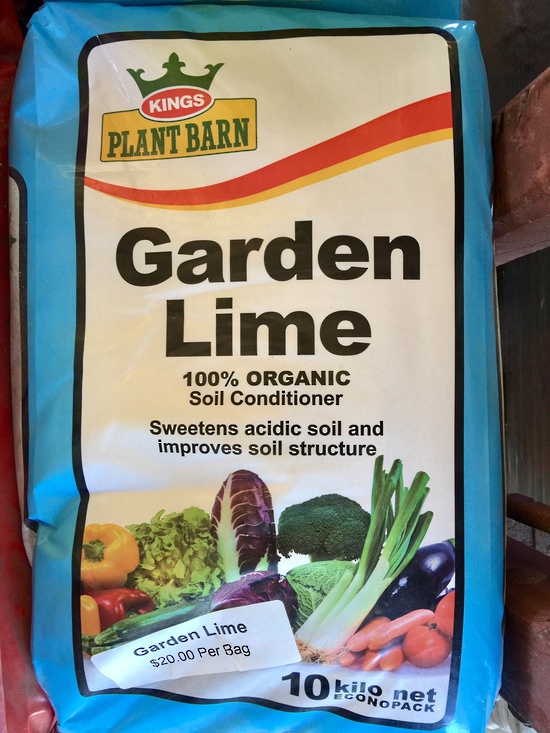 KINGS
PLANT BARN
Garden
Lime
100% ORGANIC
Soil Conditioner
Sweetens acidic soil and
improves soil structure
Garden Lime
$20.00 Per Bag
10 kilo net
ECONOPACK